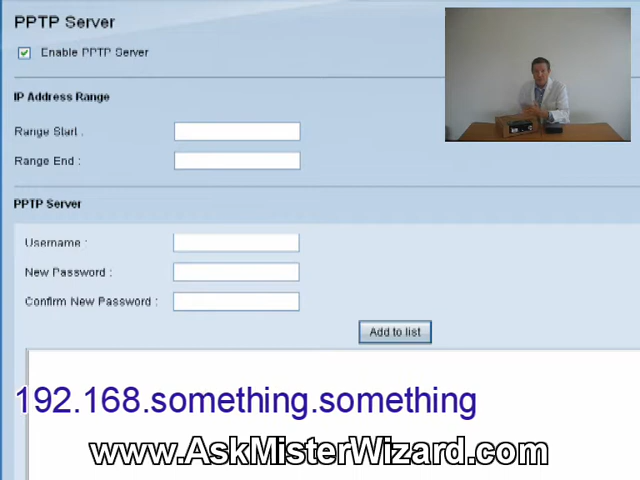 PPTP Server
Enable PPTP Server
IP Address Range
Range Start :
Range End :
PPTP Server
Username :
New Password :
Confirm New Password :
Add to list
192.168.something.something
www.AskMisterWizard.com